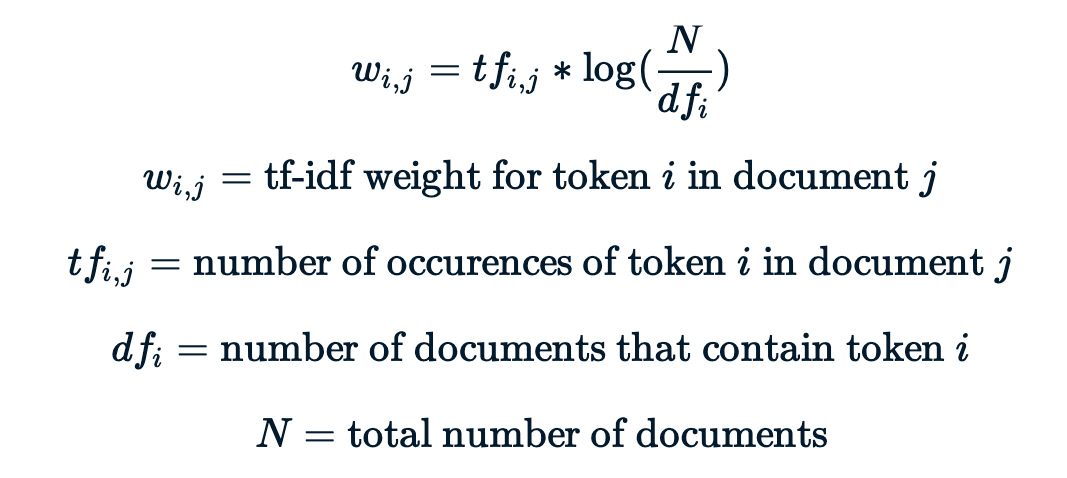 w_{i,j} = tf_{i,j} * log(N/df_i)
w_{i,j} = tf-idf weight for token i in document j
tf_{i,j} = number of occurences of token i in document j
df_i = number of documents that contain token i
N = total number of documents